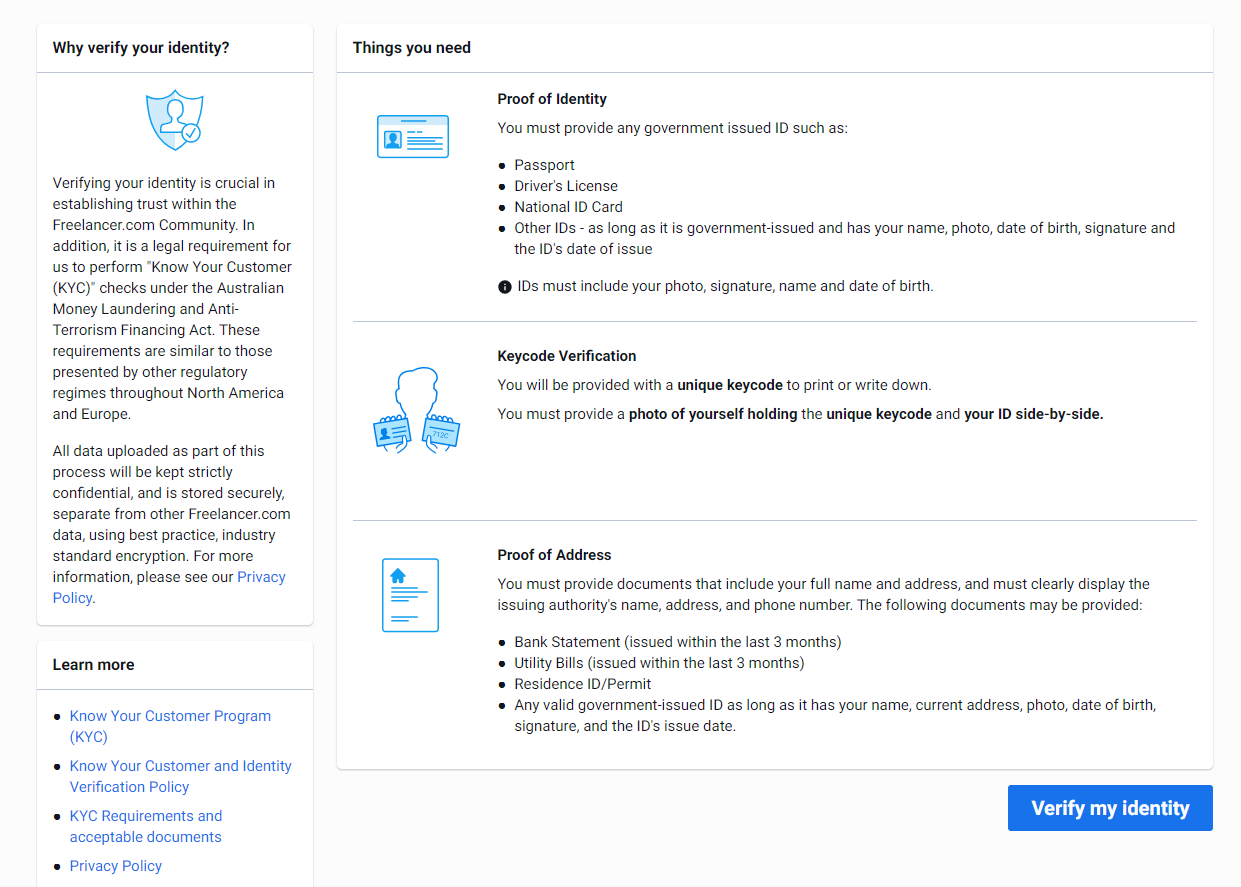 Why verify your identity?
Verifying your identity is crucial in
establishing trust within the
Freelancer.com Community. In
addition, it is a legal requirement for
us to perform "Know Your Customer
(KYC)" checks under the Australian
Money Laundering and Anti-
Terrorism Financing Act. These
requirements are similar to those
presented by other regulatory
regimes throughout North America
and Europe.
All data uploaded as part of this
process will be kept strictly
confidential, and is stored securely,
separate from other Freelancer.com
data, using best practice, industry
standard encryption. For more
information, please see our Privacy
Policy.
Learn more
● Know Your Customer Program
(KYC)
● Know Your Customer and Identity
Verification Policy
● KYC Requirements and
acceptable documents
● Privacy Policy
Things you need
Proof of Identity
You must provide any government issued ID such as:
● Passport
● Driver's License
● National ID Card
● Other IDs - as long as it is government-issued and has your name, photo, date of birth, signature and
the ID's date of issue
IDs must include your photo, signature, name and date of birth.
Keycode Verification
You will be provided with a unique keycode to print or write down.
You must provide a photo of yourself holding the unique keycode and your ID side-by-side.
712C
Proof of Address
You must provide documents that include your full name and address, and must clearly display the
issuing authority's name, address, and phone number. The following documents may be provided:
● Bank Statement (issued within the last 3 months)
● Utility Bills (issued within the last 3 months)
● Residence ID/Permit
● Any valid government-issued ID as long as it has your name, current address, photo, date of birth,
signature, and the ID's issue date.
Verify my identity